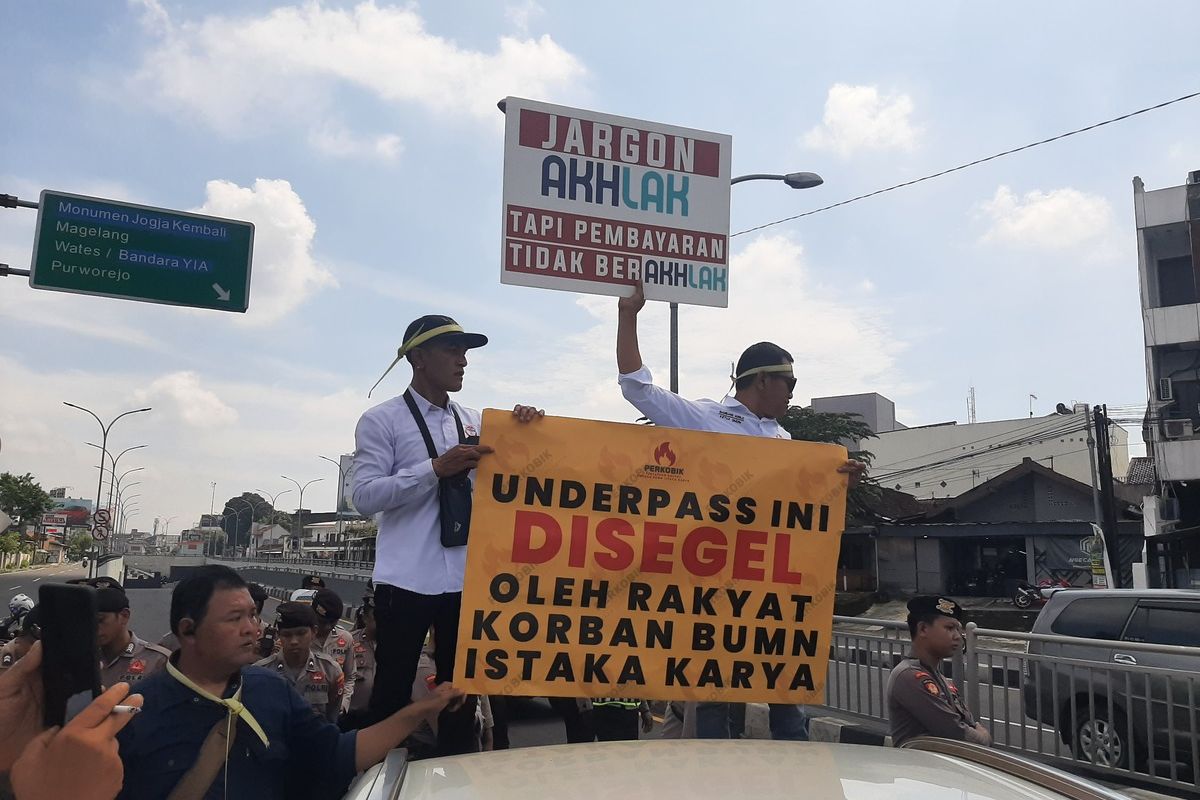 Monumen Jogja Kembali
Magelang
Wates / Bandara YIA
Purworejo
JARGON
AKHLAK
TAPI PEMBAYARAN
TIDAK BERAKHLAK
PERKOBIK
UNDERPASS INI
DISEGEL
OLEH RAKYAT
KORBAN BUMN
ISTAKA KARYA